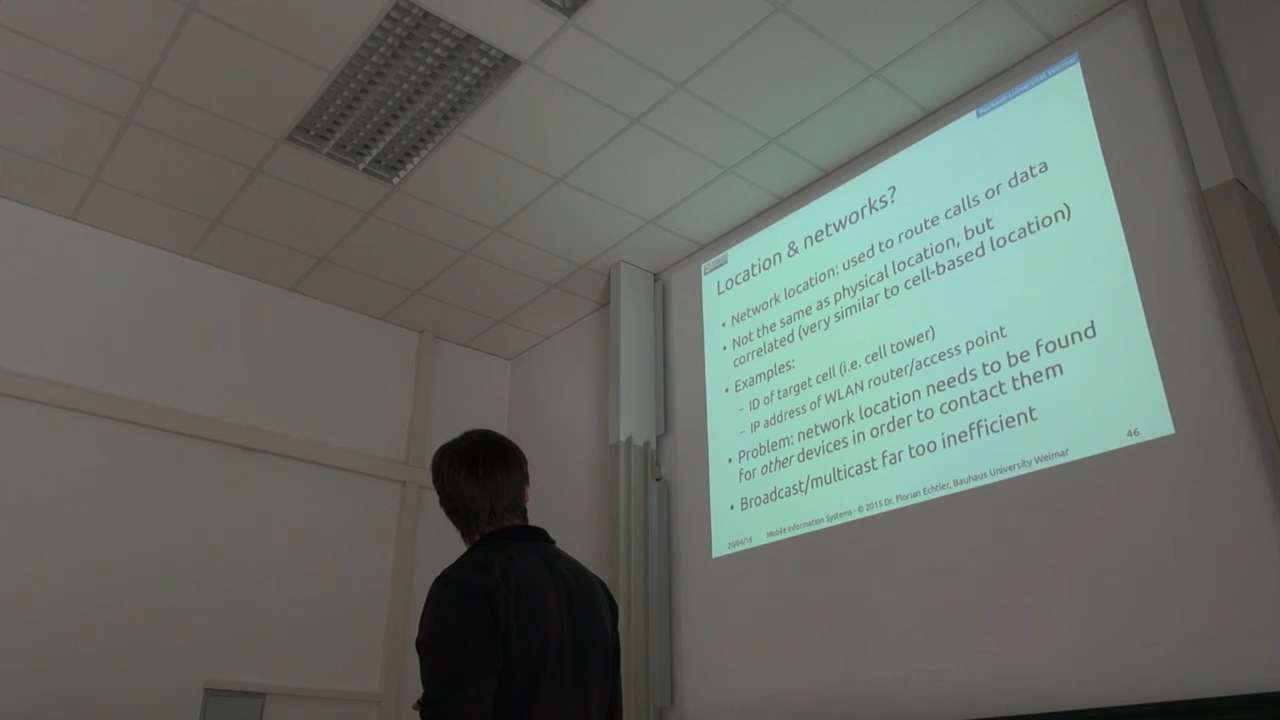 Bauhaus-Universität Weimar
Location & networks?
• Network location: used to route calls or data
• Not the same as physical location, but
correlated (very similar to cell-based location)
• Examples:
– ID of target cell (i.e. cell tower)
– IP address of WLAN router/access point
• Problem: network location needs to be found
for other devices in order to contact them
• Broadcast/multicast far too inefficient
20/04/16
Mobile Information Systems - © 2015 Dr. Florian Echtler, Bauhaus University Weimar
46